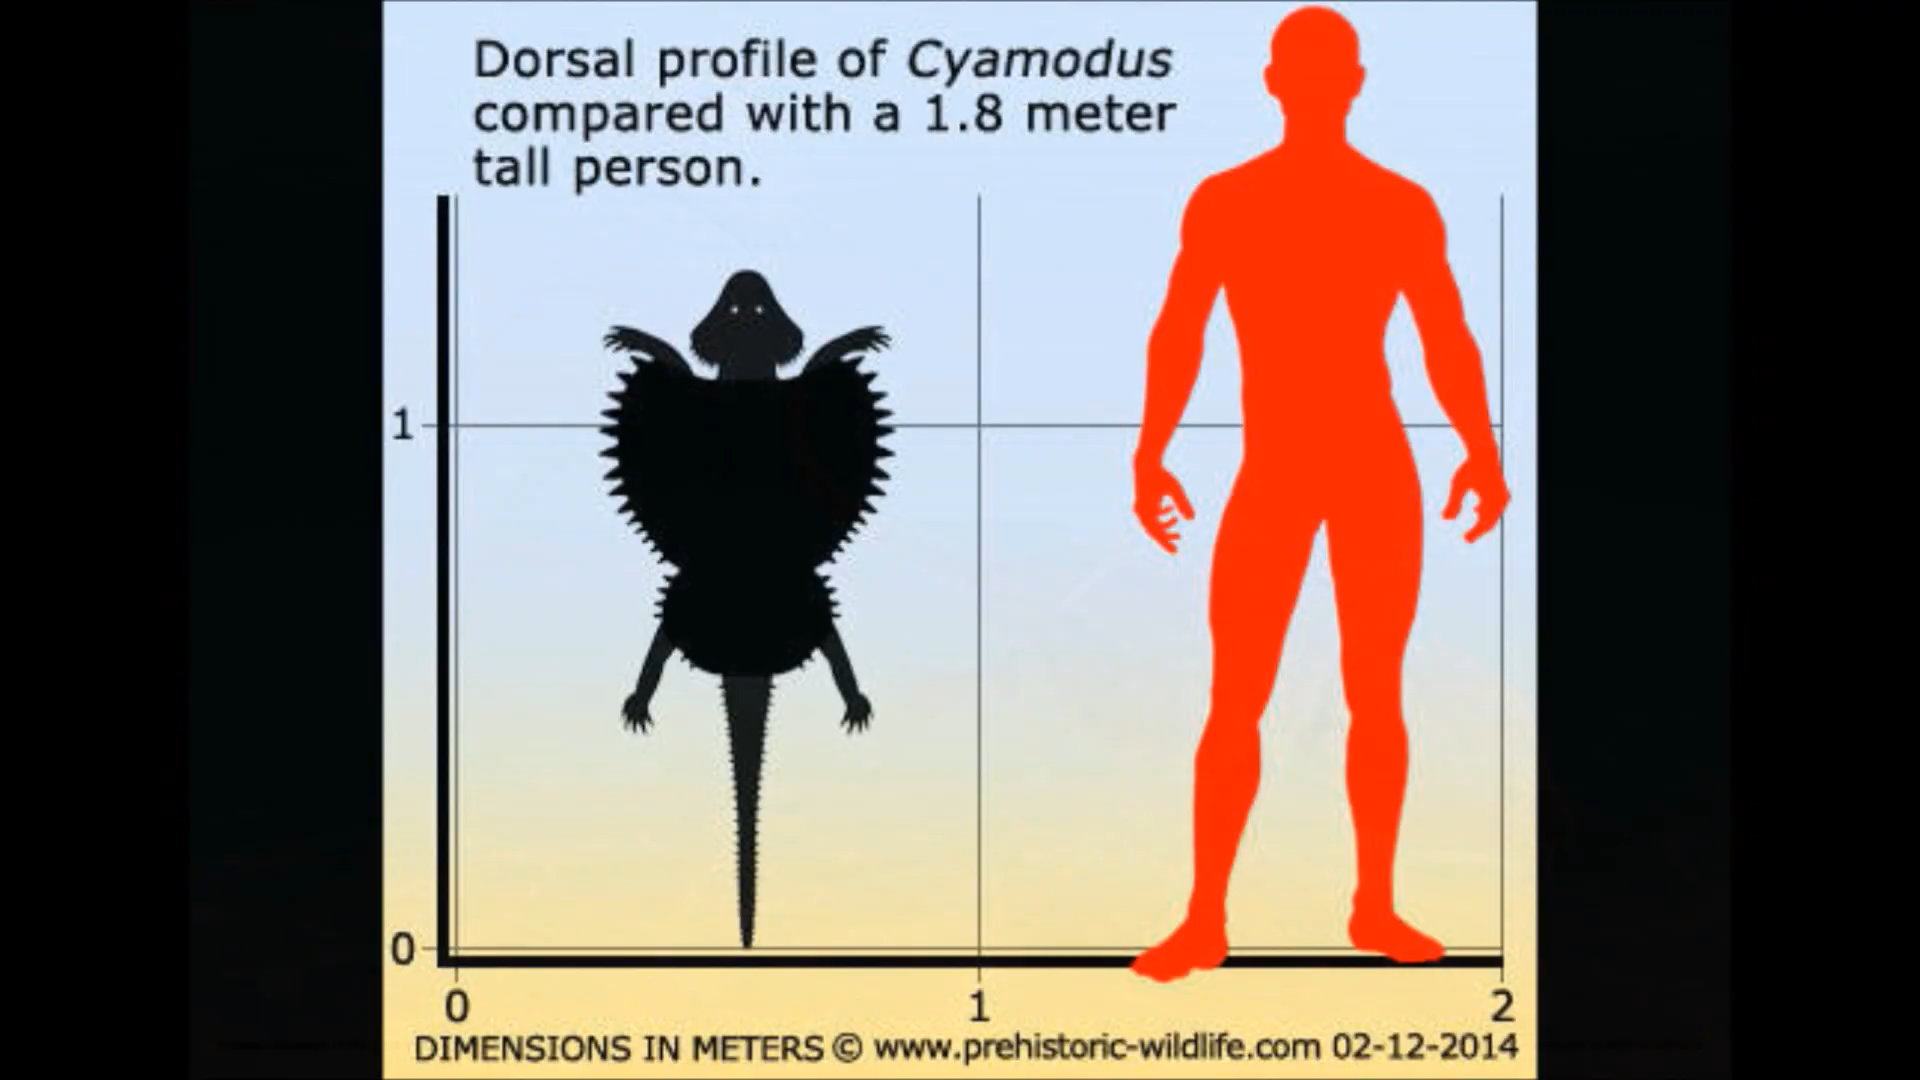 Dorsal profile of Cyamodus
compared with a 1.8 meter
tall person.
1
0
0 1 2
DIMENSIONS IN METERS © www.prehistoric-wildlife.com 02-12-2014